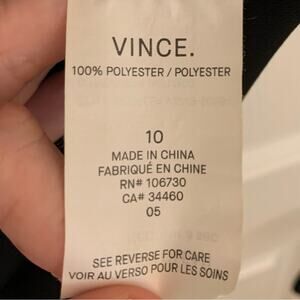 VINCE.
100% POLYESTER / POLYESTER
10
MADE IN CHINA
FABRIQUÉ EN CHINE
RN# 106730
CA# 34460
05
SEE REVERSE FOR CARE
VOIR AU VERSO POUR LES SOINS